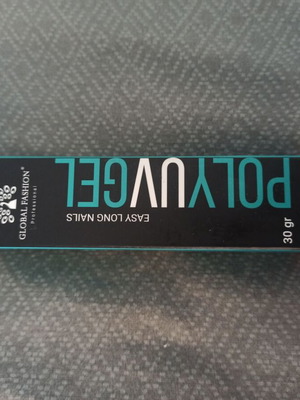 POLYUVGEL
EASY LONG NAILS
30 gr
GLOBAL FASHION®
Professional